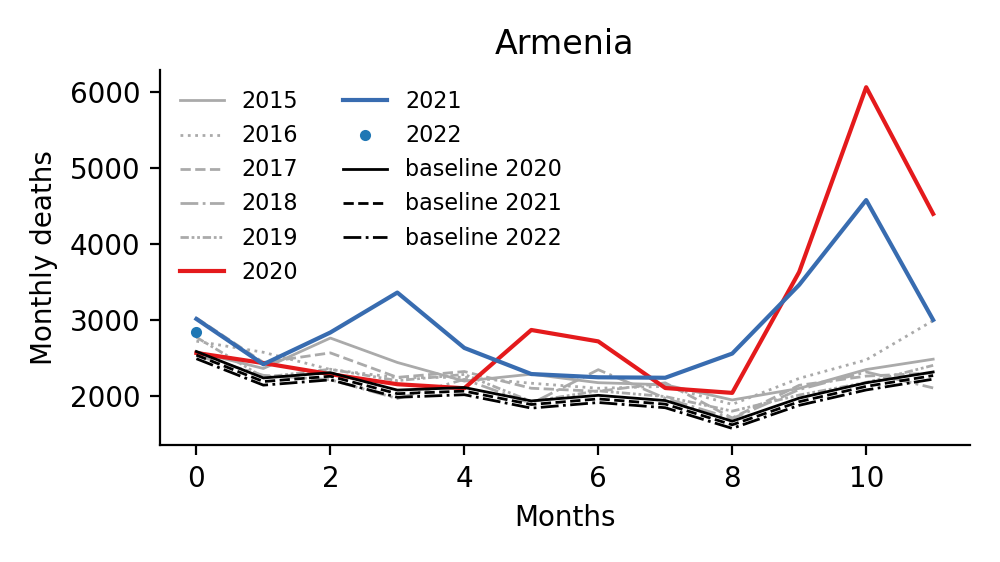 Armenia
Monthly deaths
6000
5000
4000
3000
2000
2015
2016
2017
2018
2019
2020
2021
2022
baseline 2020
baseline 2021
baseline 2022
0 2 4 6 8 10
Months